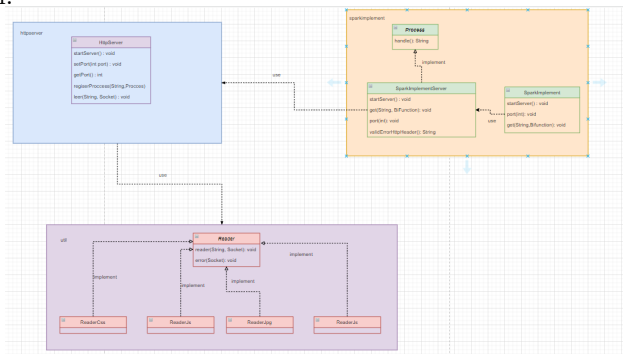 httpserver
HttpServer
startServer() : void
setPort(int port) : void
getPort() : int
registerProccess(String,Process)
leer(String, Socket) : void
sparkImplement
Process
handle(): String
implement
use
SparkImplementServer
startServer() : void
get(String, BiFunction): void
port(int): void
validErrorHttpHeader(): String
SparkImplement
startServer() : void
port(int): void
get(String,Bifunction): void
use
use
util
Reader
reader(String, Socket): void
error(Socket): void
implement
implement
implement
implement
ReaderCss
ReaderJs
ReaderJpg
ReaderJs